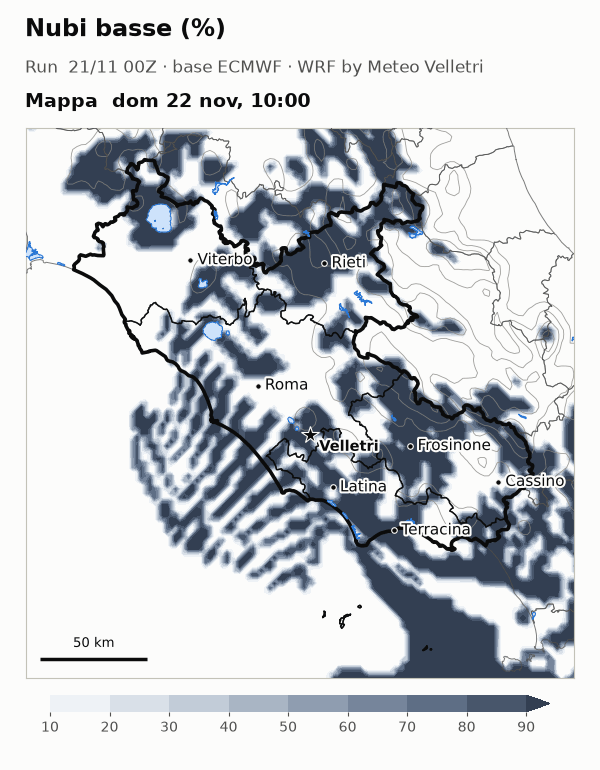 Nubi basse (%)
Run 21/11 00Z · base ECMWF · WRF by Meteo Velletri
Mappa dom 22 nov, 10:00
Viterbo
Rieti
Roma
Velletri
Frosinone
Latina
Cassino
Terracina
50 km
10 20 30 40 50 60 70 80 90